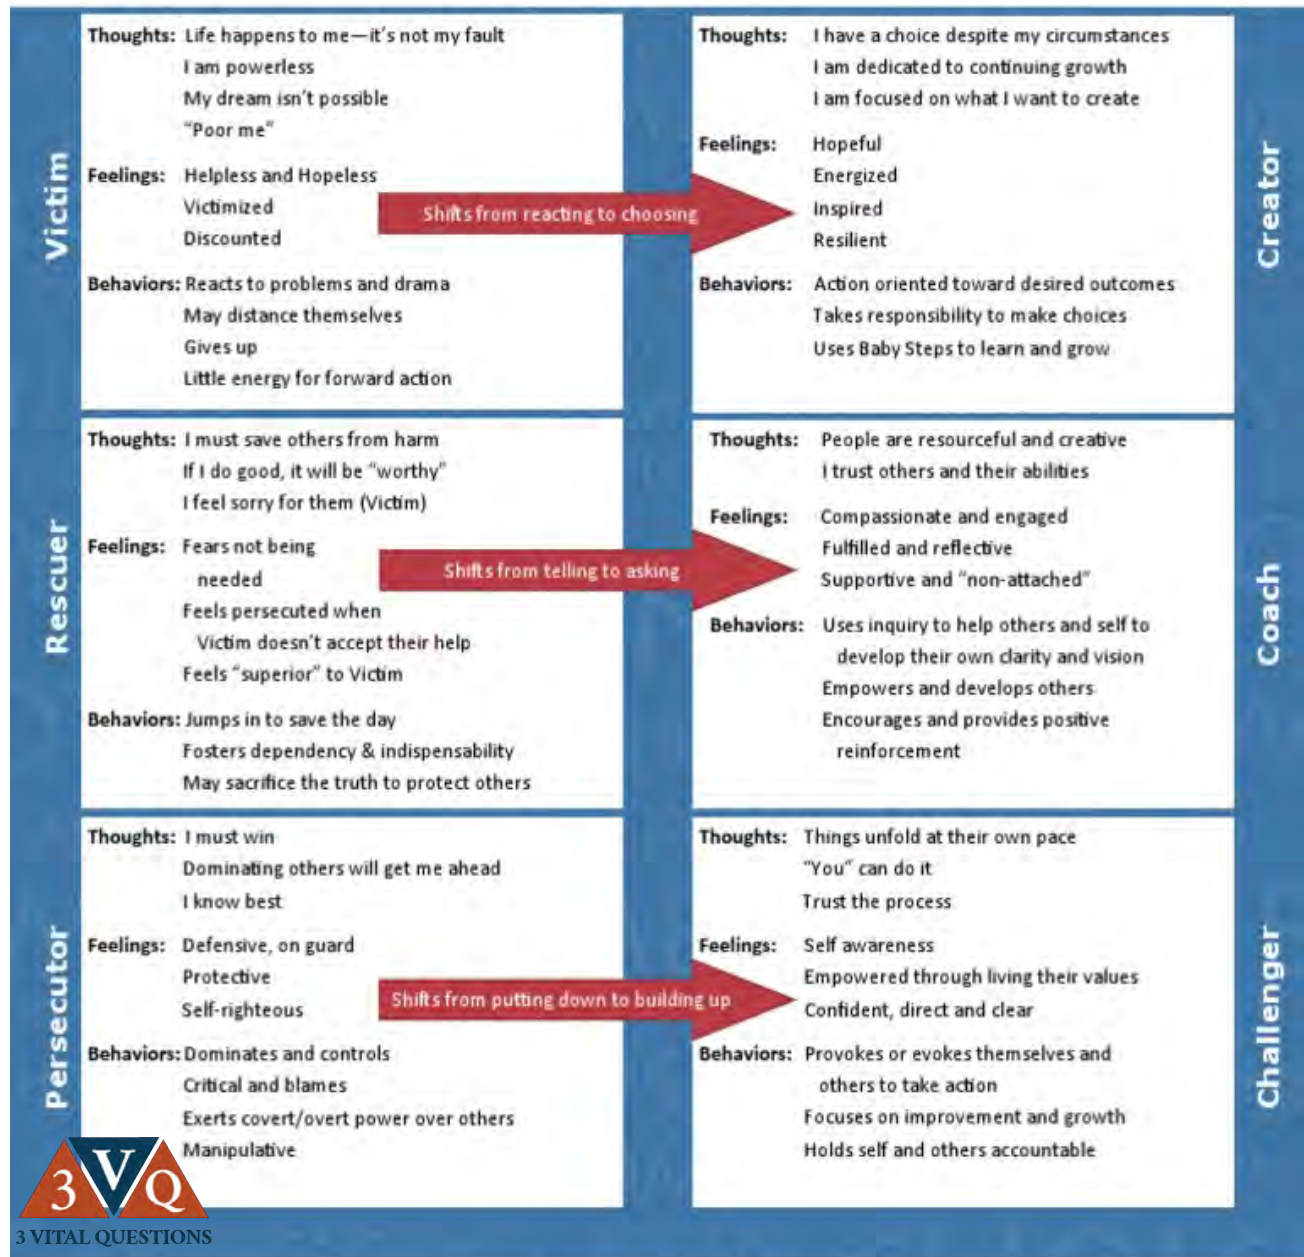 Victim
Thoughts: Life happens to me—it's not my fault
I am powerless
My dream isn't possible
"Poor me"
Feelings: Helpless and Hopeless
Victimized
Discounted
Behaviors: Reacts to problems and drama
May distance themselves
Gives up
Little energy for forward action
Shifts from reacting to choosing
Creator
Thoughts: I have a choice despite my circumstances
I am dedicated to continuing growth
I am focused on what I want to create
Feelings: Hopeful
Energized
Inspired
Resilient
Behaviors: Action oriented toward desired outcomes
Takes responsibility to make choices
Uses Baby Steps to learn and grow
Rescuer
Thoughts: I must save others from harm
If I do good, it will be "worthy"
I feel sorry for them (Victim)
Feelings: Fears not being
needed
Feels persecuted when
Victim doesn't accept their help
Feels "superior" to Victim
Behaviors: Jumps in to save the day
Fosters dependency & indispensability
May sacrifice the truth to protect others
Shifts from telling to asking
Coach
Thoughts: People are resourceful and creative
I trust others and their abilities
Feelings: Compassionate and engaged
Fulfilled and reflective
Supportive and "non-attached"
Behaviors: Uses inquiry to help others and self to
develop their own clarity and vision
Empowers and develops others
Encourages and provides positive
reinforcement
Persecutor
Thoughts: I must win
Dominating others will get me ahead
I know best
Feelings: Defensive, on guard
Protective
Self-righteous
Behaviors: Dominates and controls
Critical and blames
Exerts covert/overt power over others
Manipulative
Shifts from putting down to building up
Challenger
Thoughts: Things unfold at their own pace
"You" can do it
Trust the process
Feelings: Self awareness
Empowered through living their values
Confident, direct and clear
Behaviors: Provokes or evokes themselves and
others to take action
Focuses on improvement and growth
Holds self and others accountable
3VQ
3 VITAL QUESTIONS